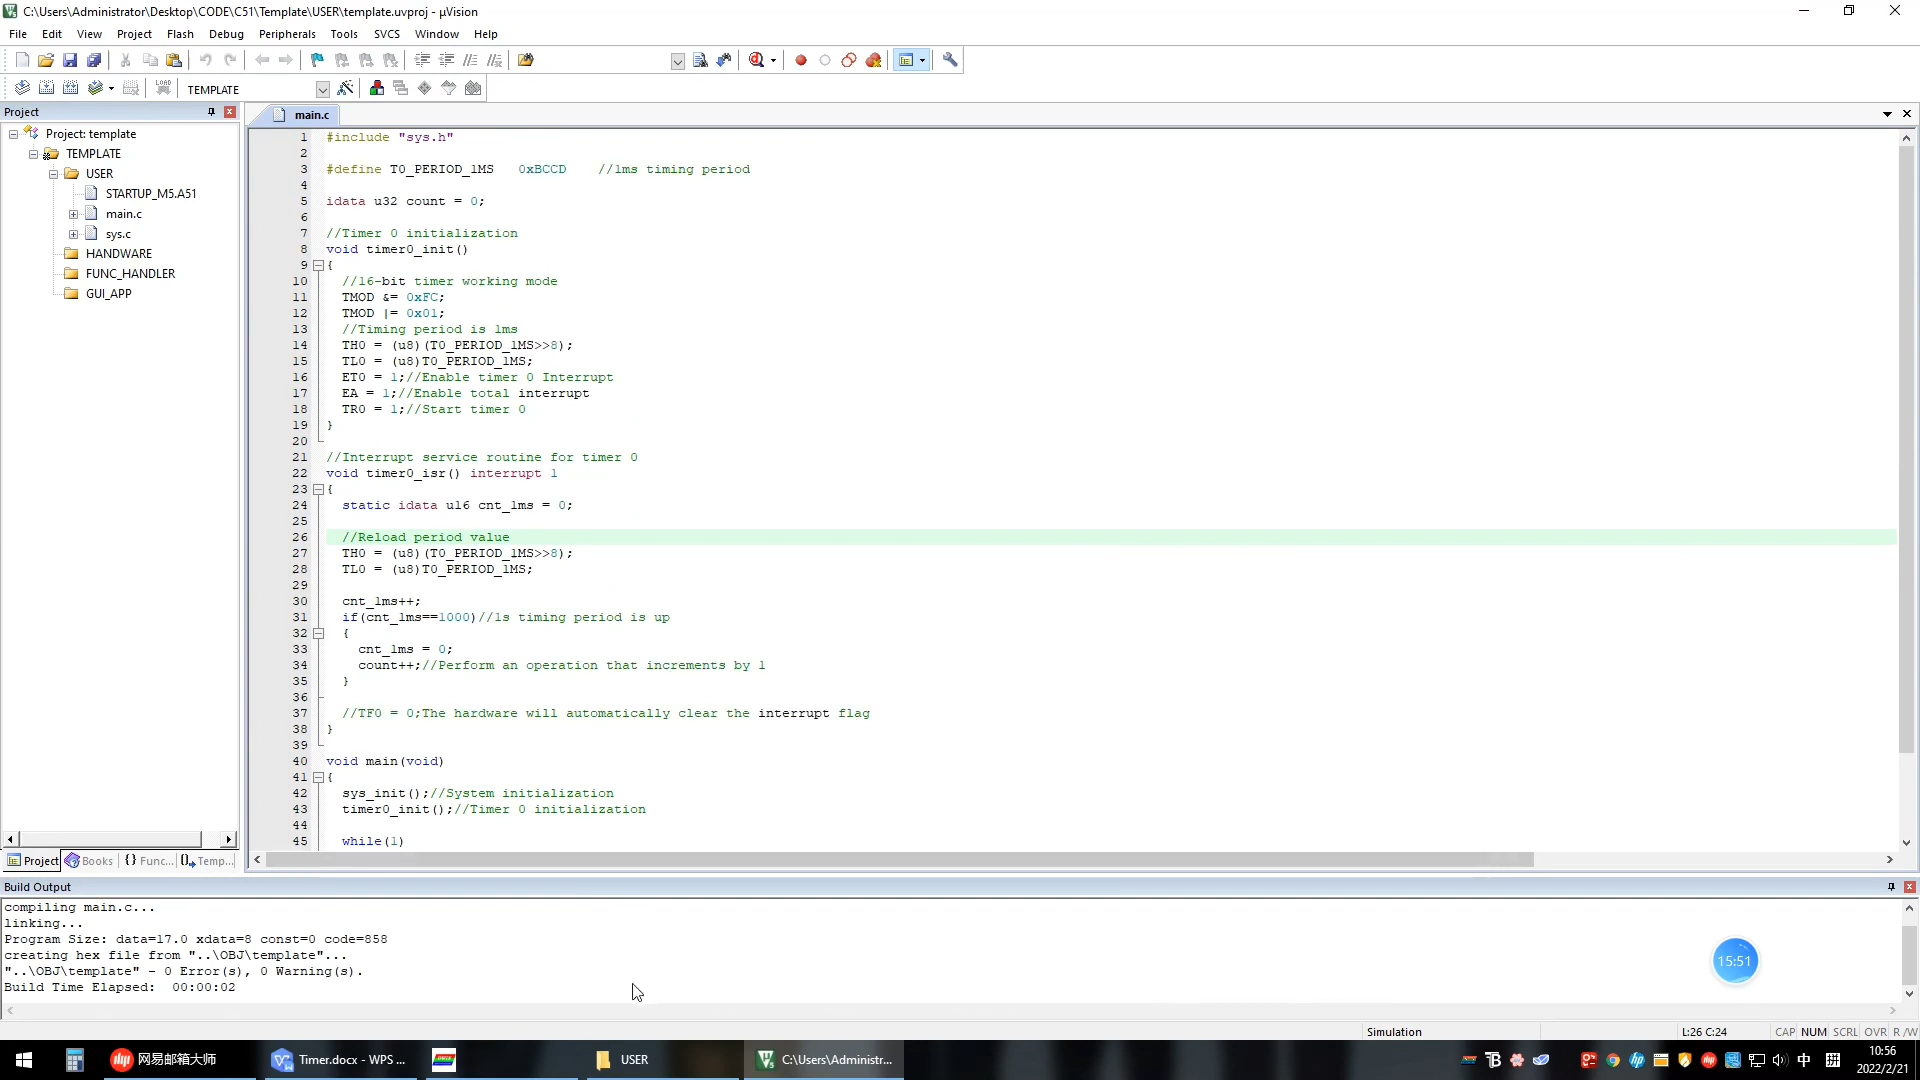 C:\Users\Administrator\Desktop\CODE\C51\Template\USER\template.uvproj - µVision
File Edit View Project Flash Debug Peripherals Tools SVCS Window Help
LOAD
TEMPLATE
Project
Project: template
TEMPLATE
USER
STARTUP_M5.A51
main.c
sys.c
HANDWARE
FUNC_HANDLER
GUI_APP
Project Books {} Func... Temp...
main.c
1 #include "sys.h"
2
3 #define T0_PERIOD_1MS   0xBCCD    //1ms timing period
4
5 idata u32 count = 0;
6
7 //Timer 0 initialization
8 void timer0_init()
9 {
10   //16-bit timer working mode
11   TMOD &= 0xFC;
12   TMOD |= 0x01;
13   //Timing period is 1ms
14   TH0 = (u8)(T0_PERIOD_1MS>>8);
15   TL0 = (u8)T0_PERIOD_1MS;
16   ET0 = 1;//Enable timer 0 Interrupt
17   EA = 1;//Enable total interrupt
18   TR0 = 1;//Start timer 0
19 }
20
21 //Interrupt service routine for timer 0
22 void timer0_isr() interrupt 1
23 {
24   static idata u16 cnt_1ms = 0;
25
26   //Reload period value
27   TH0 = (u8)(T0_PERIOD_1MS>>8);
28   TL0 = (u8)T0_PERIOD_1MS;
29
30   cnt_1ms++;
31   if(cnt_1ms==1000)//1s timing period is up
32   {
33     cnt_1ms = 0;
34     count++;//Perform an operation that increments by 1
35   }
36
37   //TF0 = 0;The hardware will automatically clear the interrupt flag
38 }
39
40 void main(void)
41 {
42   sys_init();//System initialization
43   timer0_init();//Timer 0 initialization
44
45   while(1)
Build Output
compiling main.c...
linking...
Program Size: data=17.0 xdata=8 const=0 code=858
creating hex file from "..\OBJ\template"...
"..\OBJ\template" - 0 Error(s), 0 Warning(s).
Build Time Elapsed:  00:00:02
15:51
Simulation L:26 C:24 CAP NUM SCRL OVR R/W
网易邮箱大师 Timer.docx - WPS ... USER C:\Users\Administr... 中 10:56
2022/2/21